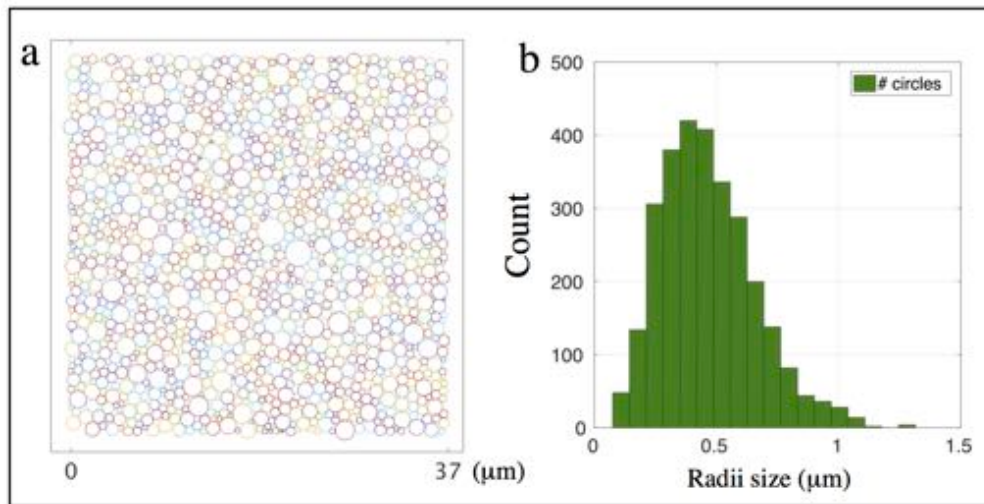 a
0
37 (μm)
b
500
400
300
200
100
0
Count
# circles
0
0.5
1
1.5
Radii size (μm)